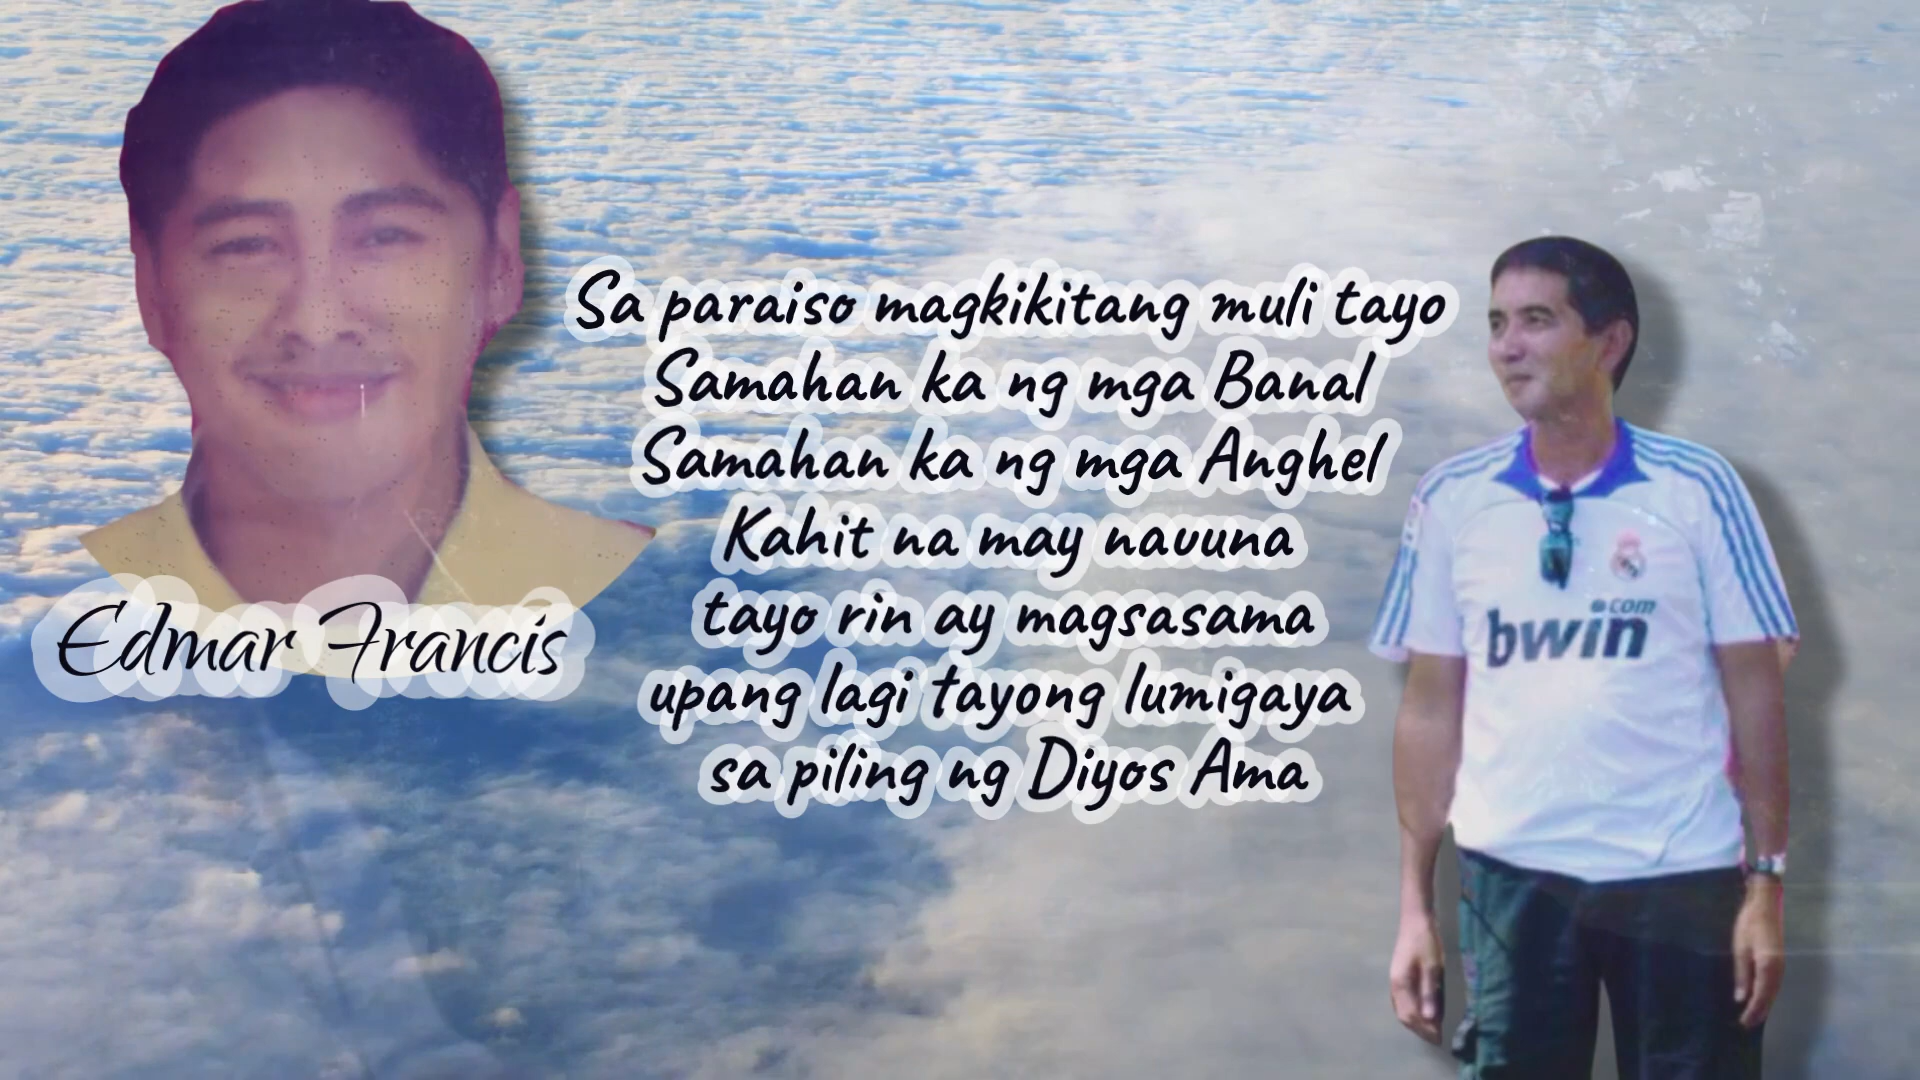 Sa paraiso magkikitang muli tayo
Samahan ka ng mga Banal
Samahan ka ng mga Anghel
Kahit na may nauuna
tayo rin ay magsasama
upang lagi tayong lumigaya
sa piling ng Diyos Ama
Edmar Francis
bwin
.com